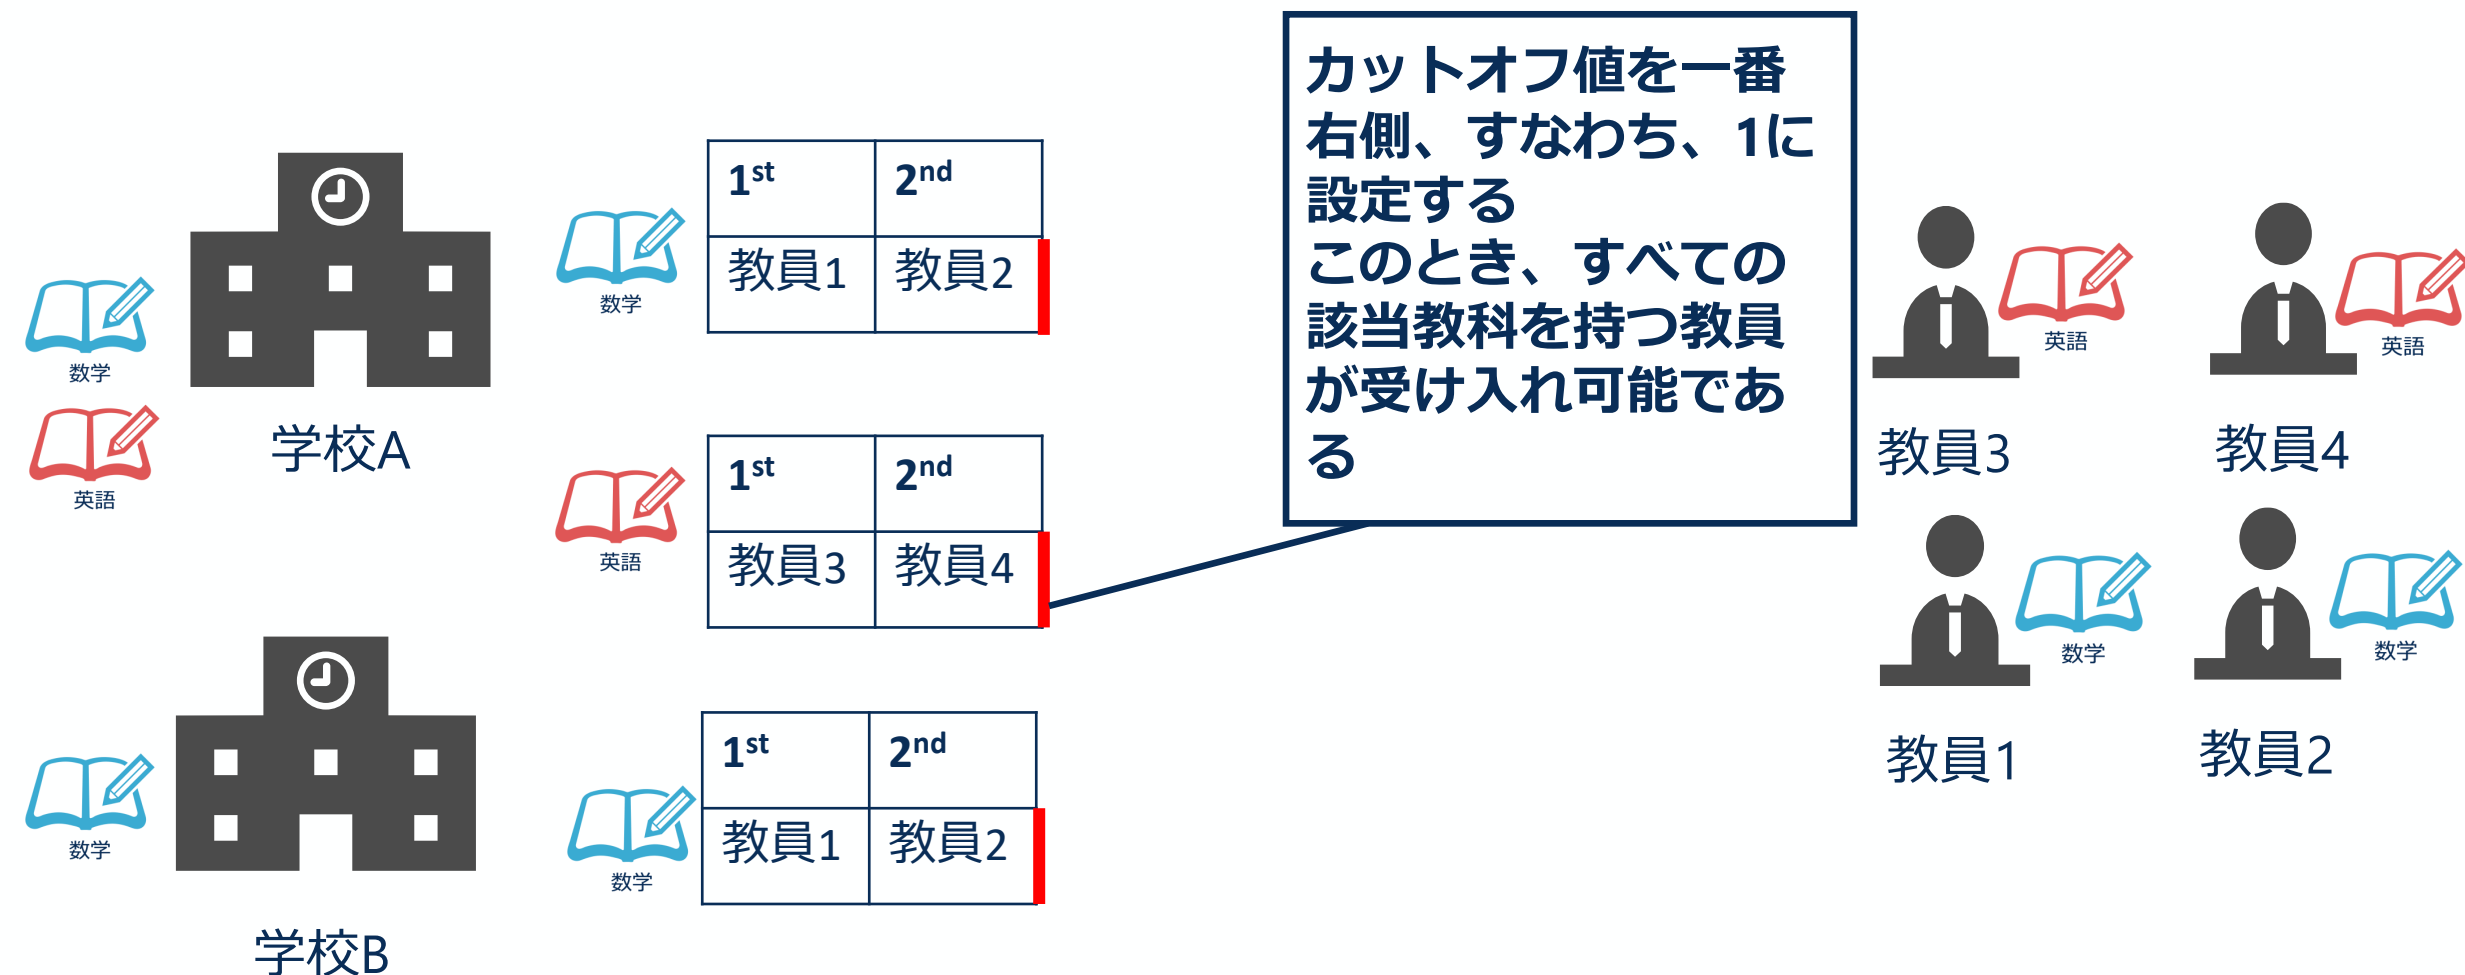 数学
英語
学校A
数学
1st 2nd
教員1 教員2
英語
1st 2nd
教員3 教員4
数学
学校B
数学
1st 2nd
教員1 教員2
カットオフ値を一番
右側、すなわち、1に
設定する
このとき、すべての
該当教科を持つ教員
が受け入れ可能であ
る
英語
教員3
英語
教員4
数学
教員1
数学
教員2